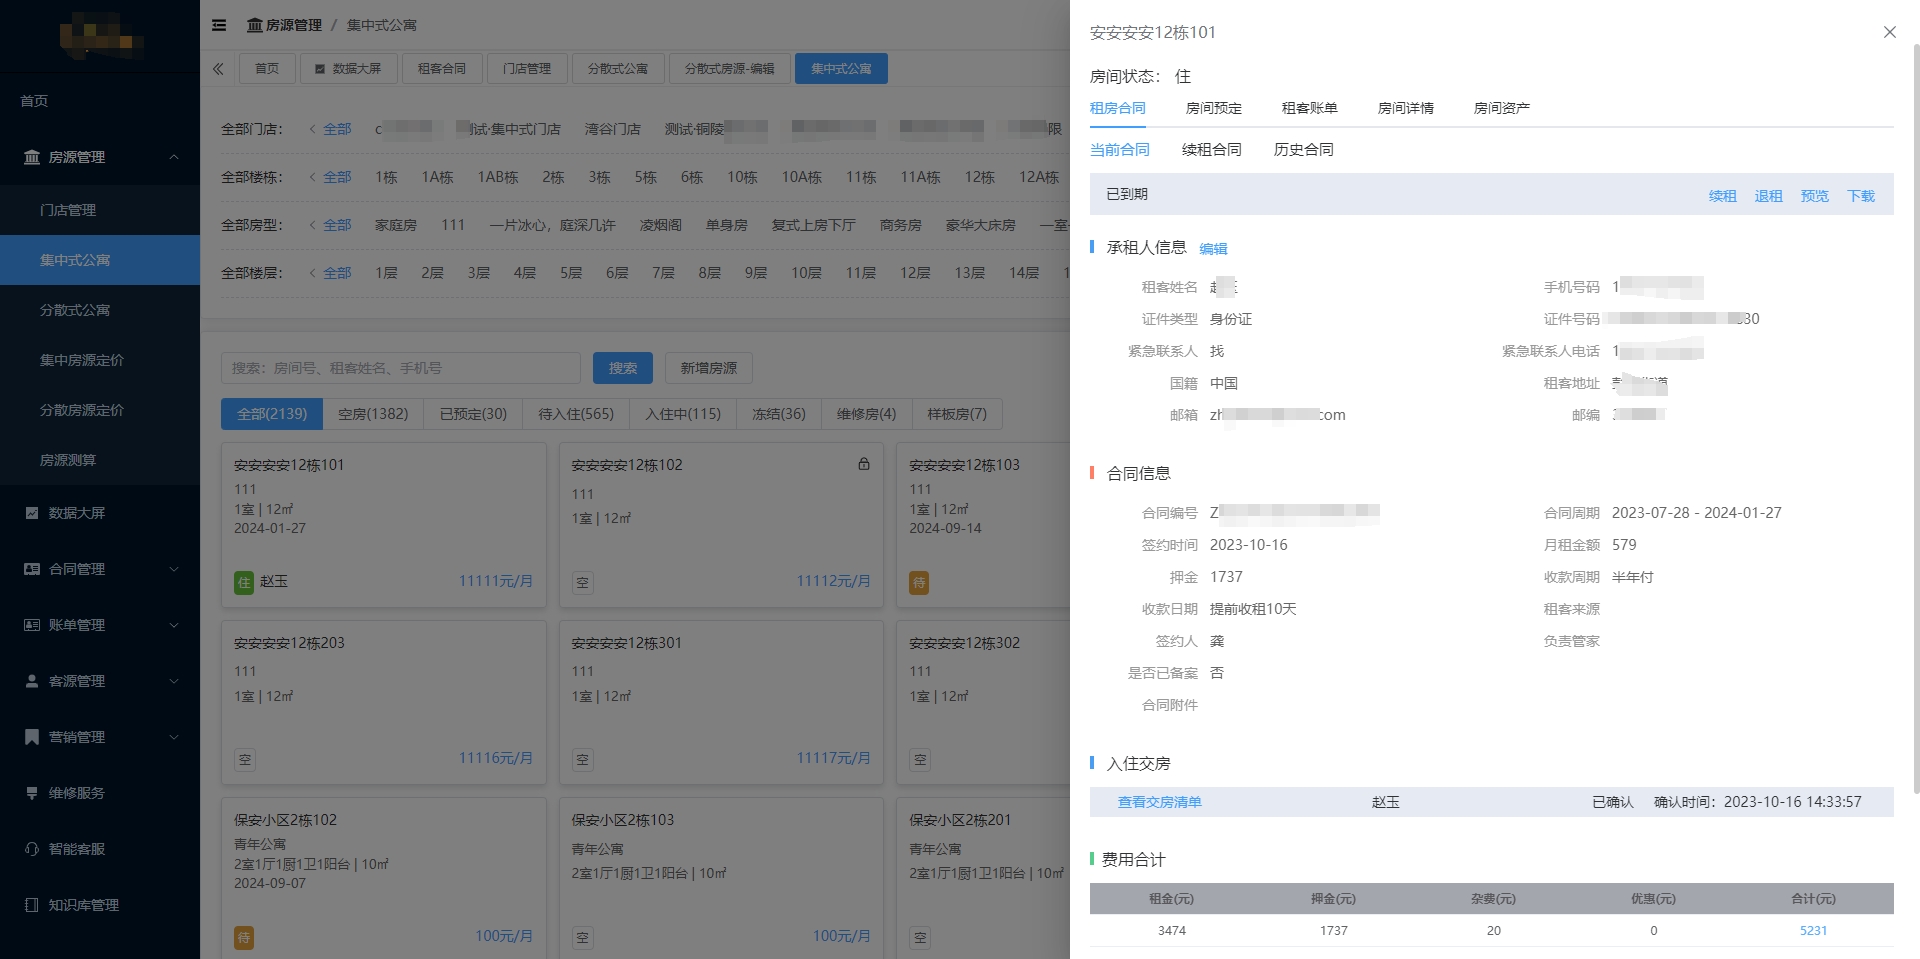 房源管理 / 集中式公寓
首页 数据大屏 租客合同 门店管理 分散式公寓 分散式房源-编辑 集中式公寓
首页
房源管理
门店管理
集中式公寓
分散式公寓
集中房源定价
分散房源定价
房源测算
数据大屏
合同管理
账单管理
客源管理
营销管理
维修服务
智能客服
知识库管理
全部门店： 全部 c 试·集中式门店 湾谷门店 测试·铜陵 限
全部楼栋： 全部 1栋 1A栋 1AB栋 2栋 3栋 5栋 6栋 10栋 10A栋 11栋 11A栋 12栋 12A栋
全部房型： 全部 家庭房 111 一片冰心，庭深几许 凌烟阁 单身房 复式上房下厅 商务房 豪华大床房 一室
全部楼层： 全部 1层 2层 3层 4层 5层 6层 7层 8层 9层 10层 11层 12层 13层 14层 1
搜索：房间号、租客姓名、手机号 搜索 新增房源
全部(2139) 空房(1382) 已预定(30) 待入住(565) 入住中(115) 冻结(36) 维修房(4) 样板房(7)
安安安安12栋101
111
1室 | 12㎡
2024-01-27
住 赵玉 11111元/月
安安安安12栋102
111
1室 | 12㎡
空 11112元/月
安安安安12栋103
111
1室 | 12㎡
2024-09-14
待
安安安安12栋203
111
1室 | 12㎡
空 11116元/月
安安安安12栋301
111
1室 | 12㎡
空 11117元/月
安安安安12栋302
111
1室 | 12㎡
空
保安小区2栋102
青年公寓
2室1厅1厨1卫1阳台 | 10㎡
2024-09-07
待 100元/月
保安小区2栋103
青年公寓
2室1厅1厨1卫1阳台 | 10㎡
空 100元/月
保安小区2栋201
青年公寓
2室1厅1厨1卫1阳台 | 10㎡
空
安安安安12栋101
房间状态： 住
租房合同 房间预定 租客账单 房间详情 房间资产
当前合同 续租合同 历史合同
已到期 续租 退租 预览 下载
承租人信息 编辑
租客姓名 手机号码 1
证件类型 身份证 证件号码 30
紧急联系人 找 紧急联系人电话 1
国籍 中国 租客地址
邮箱 zh com 邮编
合同信息
合同编号 Z 合同周期 2023-07-28 - 2024-01-27
签约时间 2023-10-16 月租金额 579
押金 1737 收款周期 半年付
收款日期 提前收租10天 租客来源
签约人 龚 负责管家
是否已备案 否
合同附件
入住交房
查看交房清单 赵玉 已确认 确认时间：2023-10-16 14:33:57
费用合计
租金(元) 押金(元) 杂费(元) 优惠(元) 合计(元)
3474 1737 20 0 5231